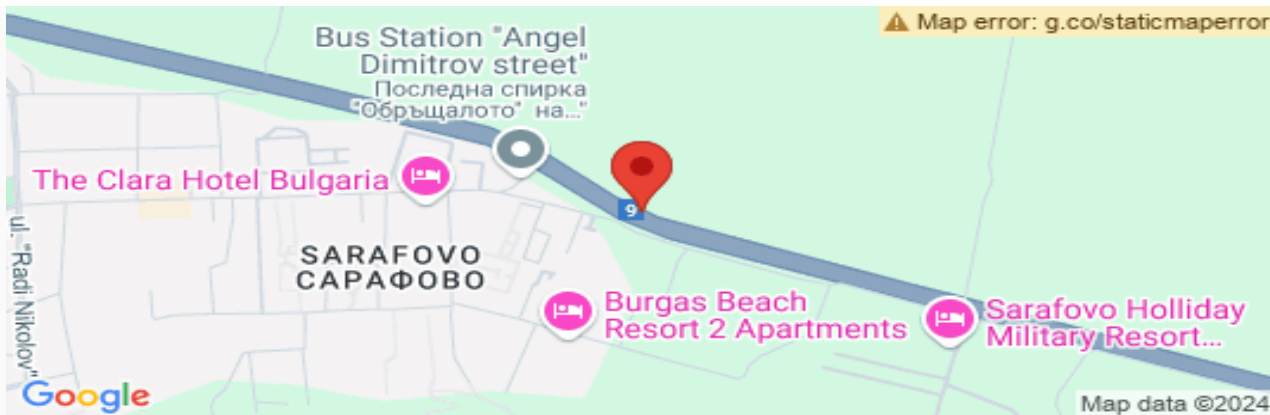 Map error: g.co/staticmaperror
Bus Station "Angel
Dimitrov street"
Последна спирка
"Обръщалото" на..."
The Clara Hotel Bulgaria
9
ul. "Radi Nikolov"
SARAFOVO
САРАФОВО
Burgas Beach
Resort 2 Apartments
Sarafovo Holliday
Military Resort...
Google
Map data ©2024